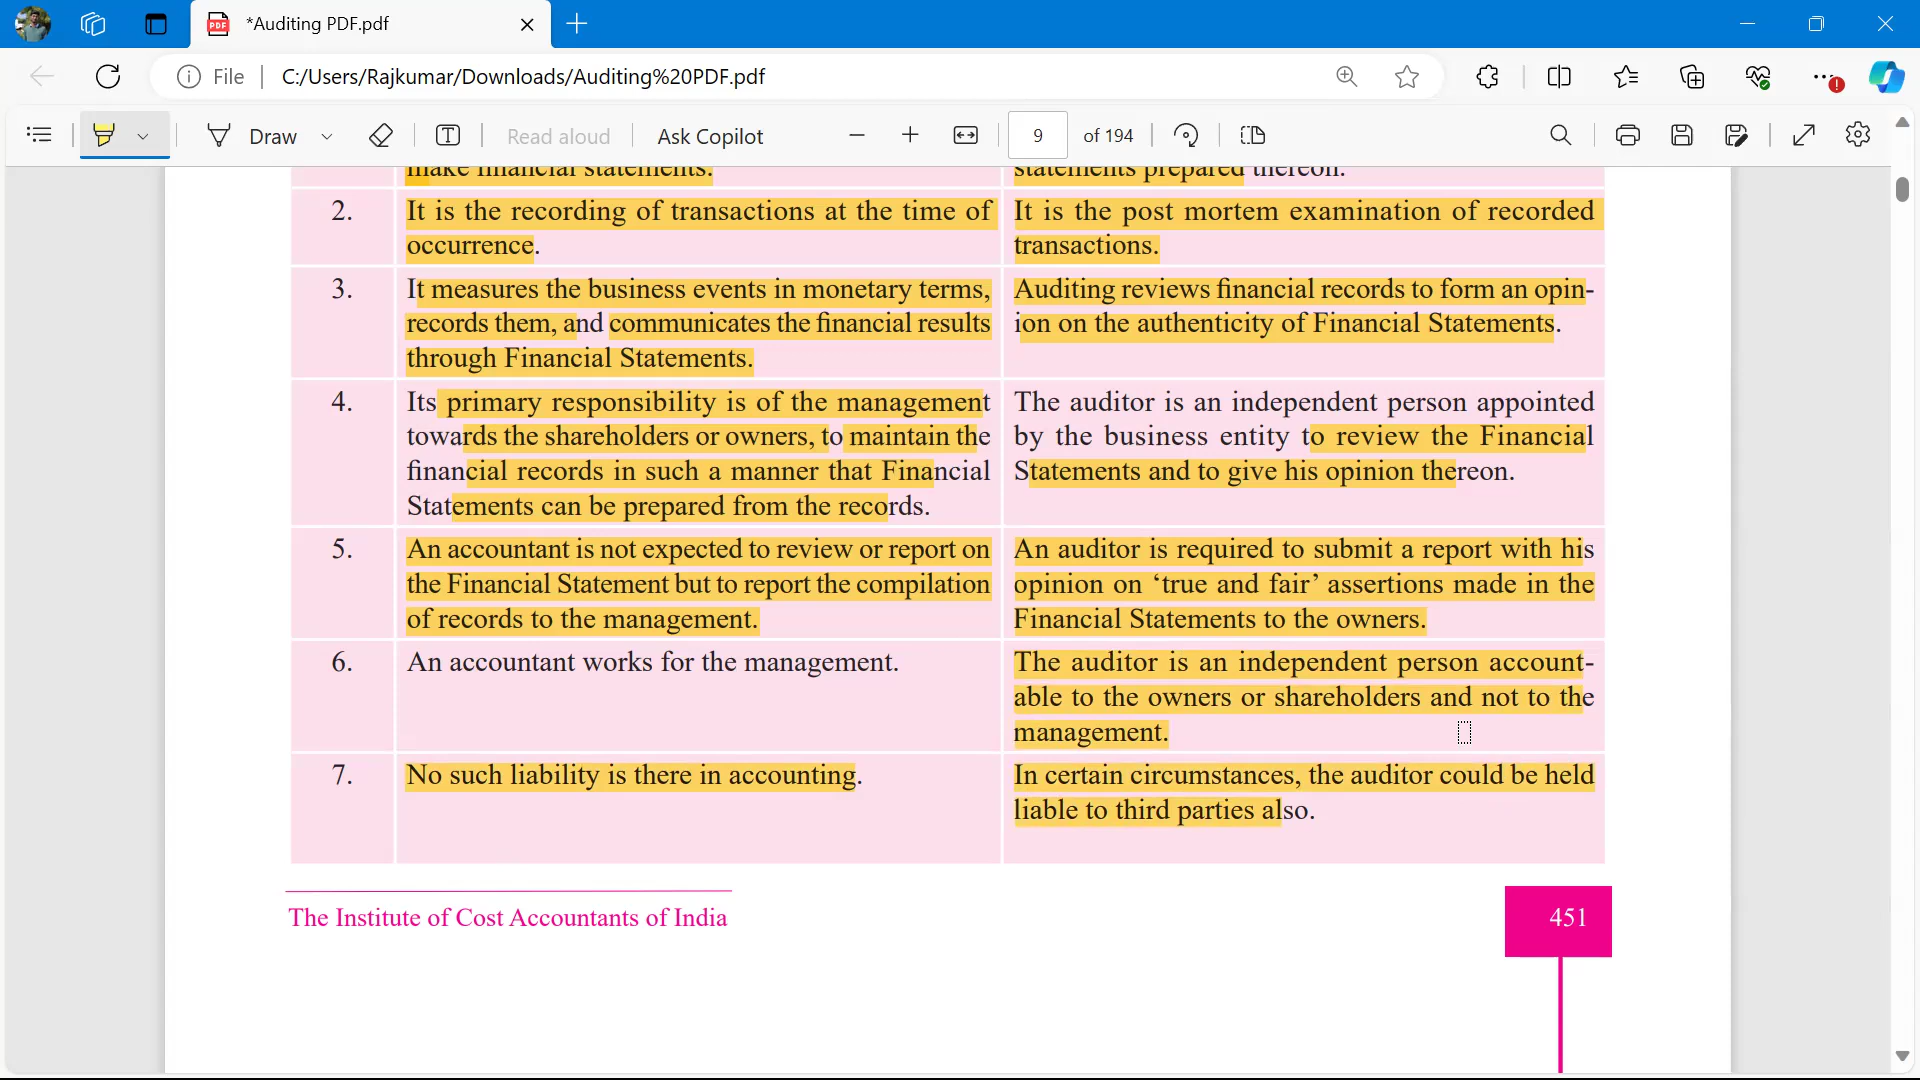 *Auditing PDF.pdf
File
C:/Users/Rajkumar/Downloads/Auditing%20PDF.pdf
Draw
Read aloud
Ask Copilot
9
of 194
make financial statements.
statements prepared thereon.
2.
It is the recording of transactions at the time of
occurrence.
It is the post mortem examination of recorded
transactions.
3.
It measures the business events in monetary terms,
records them, and communicates the financial results
through Financial Statements.
Auditing reviews financial records to form an opin-
ion on the authenticity of Financial Statements.
4.
Its primary responsibility is of the management
towards the shareholders or owners, to maintain the
financial records in such a manner that Financial
Statements can be prepared from the records.
The auditor is an independent person appointed
by the business entity to review the Financial
Statements and to give his opinion thereon.
5.
An accountant is not expected to review or report on
the Financial Statement but to report the compilation
of records to the management.
An auditor is required to submit a report with his
opinion on ‘true and fair’ assertions made in the
Financial Statements to the owners.
6.
An accountant works for the management.
The auditor is an independent person account-
able to the owners or shareholders and not to the
management.
7.
No such liability is there in accounting.
In certain circumstances, the auditor could be held
liable to third parties also.
The Institute of Cost Accountants of India
451